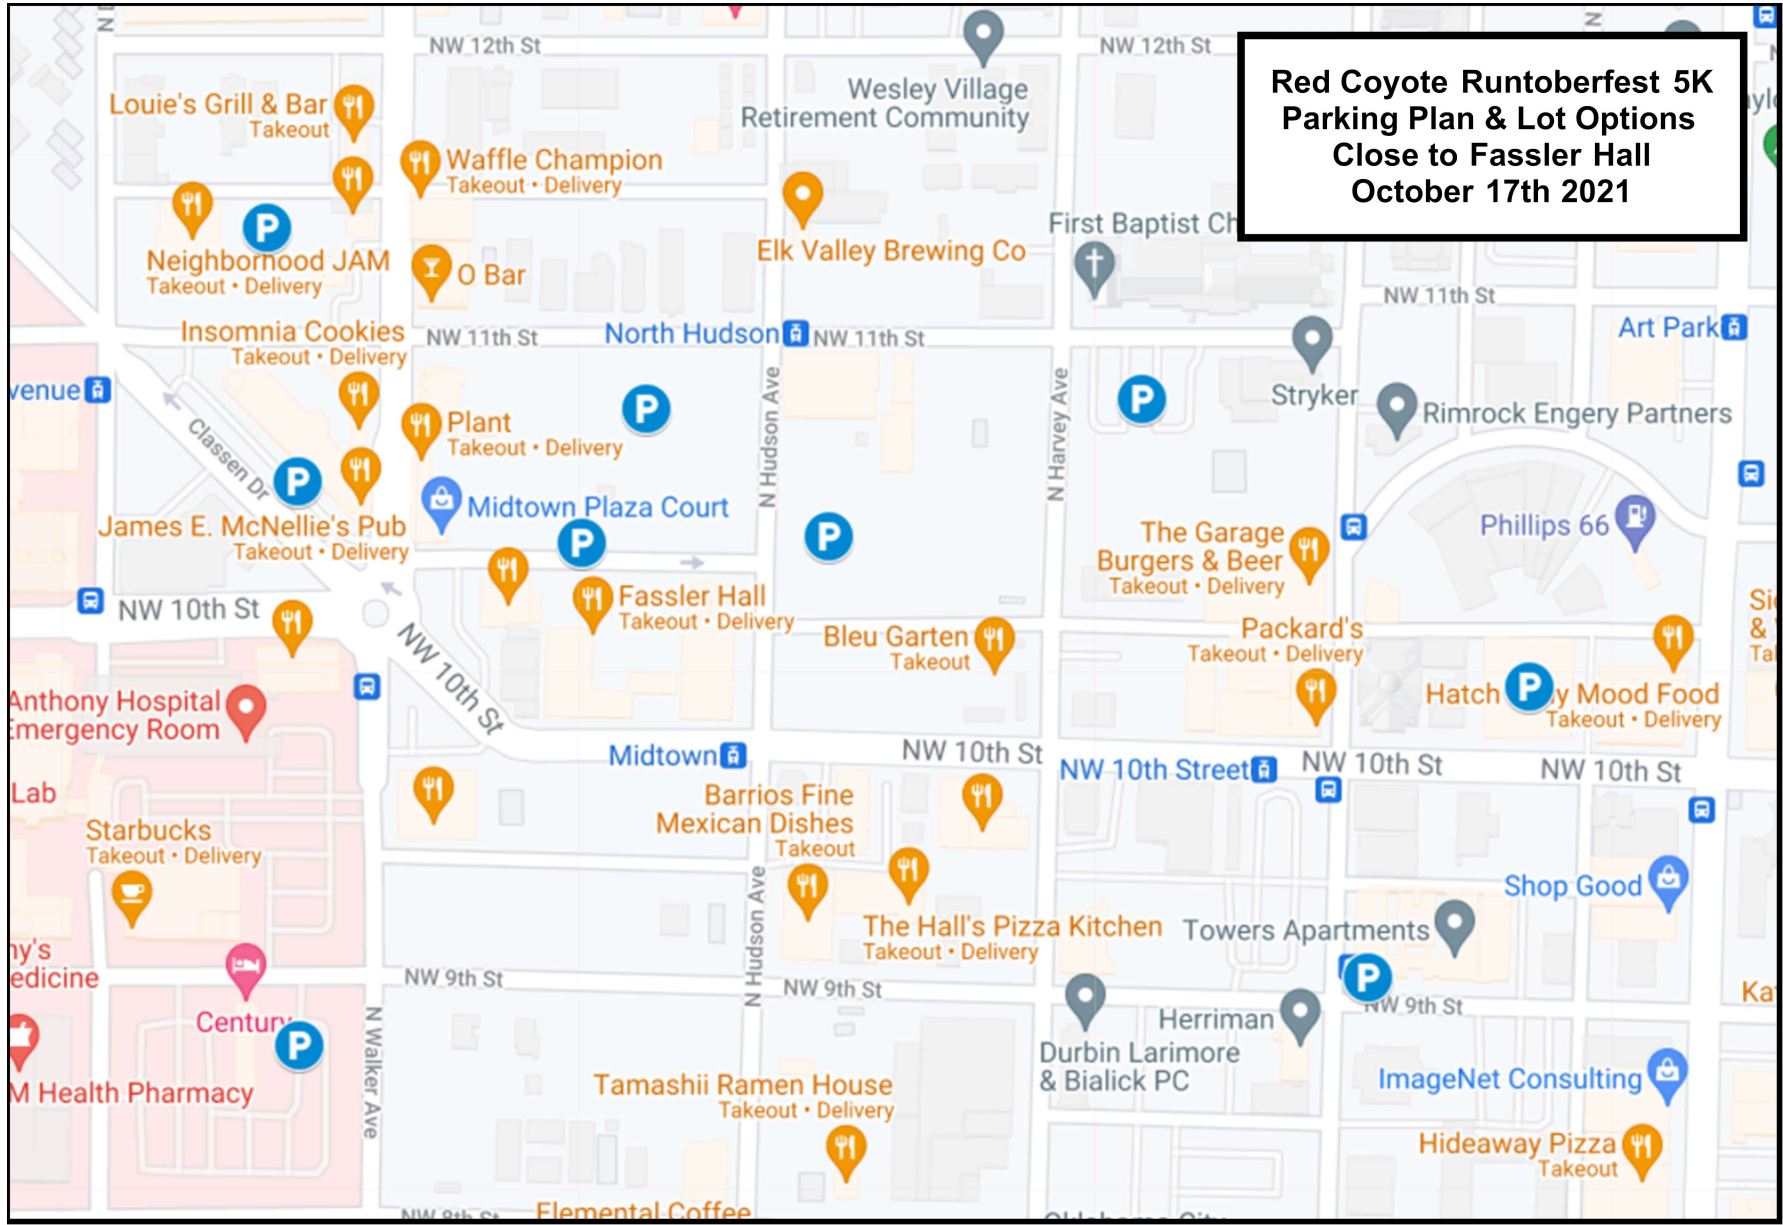 Red Coyote Runtoberfest 5K
Parking Plan & Lot Options
Close to Fassler Hall
October 17th 2021
N
NW 12th St
NW 12th St
N
Louie's Grill & Bar
Takeout
Wesley Village
Retirement Community
Waffle Champion
Takeout • Delivery
P
Neighborhood JAM
Takeout • Delivery
O Bar
Elk Valley Brewing Co
First Baptist Ch
NW 11th St
Insomnia Cookies
Takeout • Delivery
NW 11th St
North Hudson
NW 11th St
Art Park
venue
P
P
Stryker
Rimrock Engery Partners
Plant
Takeout • Delivery
N Hudson Ave
N Harvey Ave
Classen Dr
P
Midtown Plaza Court
James E. McNellie's Pub
Takeout • Delivery
P
P
The Garage
Burgers & Beer
Takeout • Delivery
Phillips 66
NW 10th St
Fassler Hall
Takeout • Delivery
Bleu Garten
Takeout
Packard's
Takeout • Delivery
&
NW 10th St
Anthony Hospital
Emergency Room
Hatch
P
y Mood Food
Takeout • Delivery
Midtown
NW 10th St
NW 10th Street
NW 10th St
NW 10th St
Lab
Barrios Fine
Mexican Dishes
Takeout
Starbucks
Takeout • Delivery
Shop Good
N Hudson Ave
The Hall's Pizza Kitchen
Takeout • Delivery
Towers Apartments
ny's
edicine
NW 9th St
NW 9th St
P
NW 9th St
Century
P
N Walker Ave
Herriman
Durbin Larimore
& Bialick PC
M Health Pharmacy
Tamashii Ramen House
Takeout • Delivery
ImageNet Consulting
Hideaway Pizza
Takeout
NW 8th St
Elemental Coffee
Oklahoma City